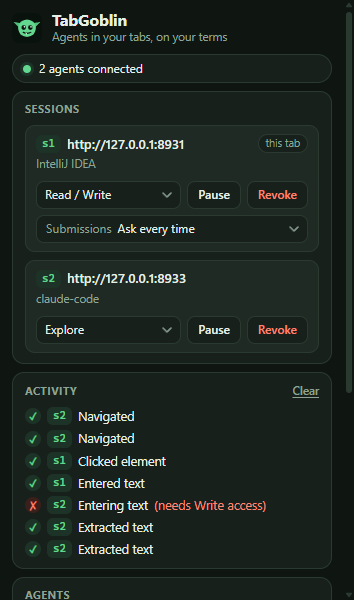 TabGoblin
Agents in your tabs, on your terms
2 agents connected
SESSIONS
s1 http://127.0.0.1:8931 this tab
IntelliJ IDEA
Read / Write Pause Revoke
Submissions Ask every time
s2 http://127.0.0.1:8933
claude-code
Explore Pause Revoke
ACTIVITY Clear
✓ s2 Navigated
✓ s2 Navigated
✓ s1 Clicked element
✓ s1 Entered text
✗ s2 Entering text (needs Write access)
✓ s2 Extracted text
✓ s2 Extracted text
AGENTS